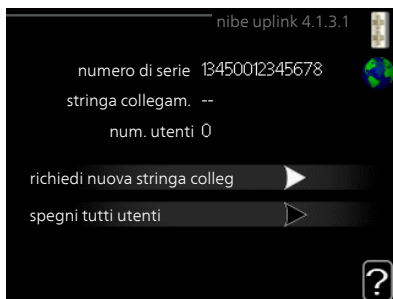 nibe uplink 4.1.3.1
numero di serie 13450012345678
stringa collegam. --
num. utenti 0
richiedi nuova stringa colleg
spegni tutti utenti
?